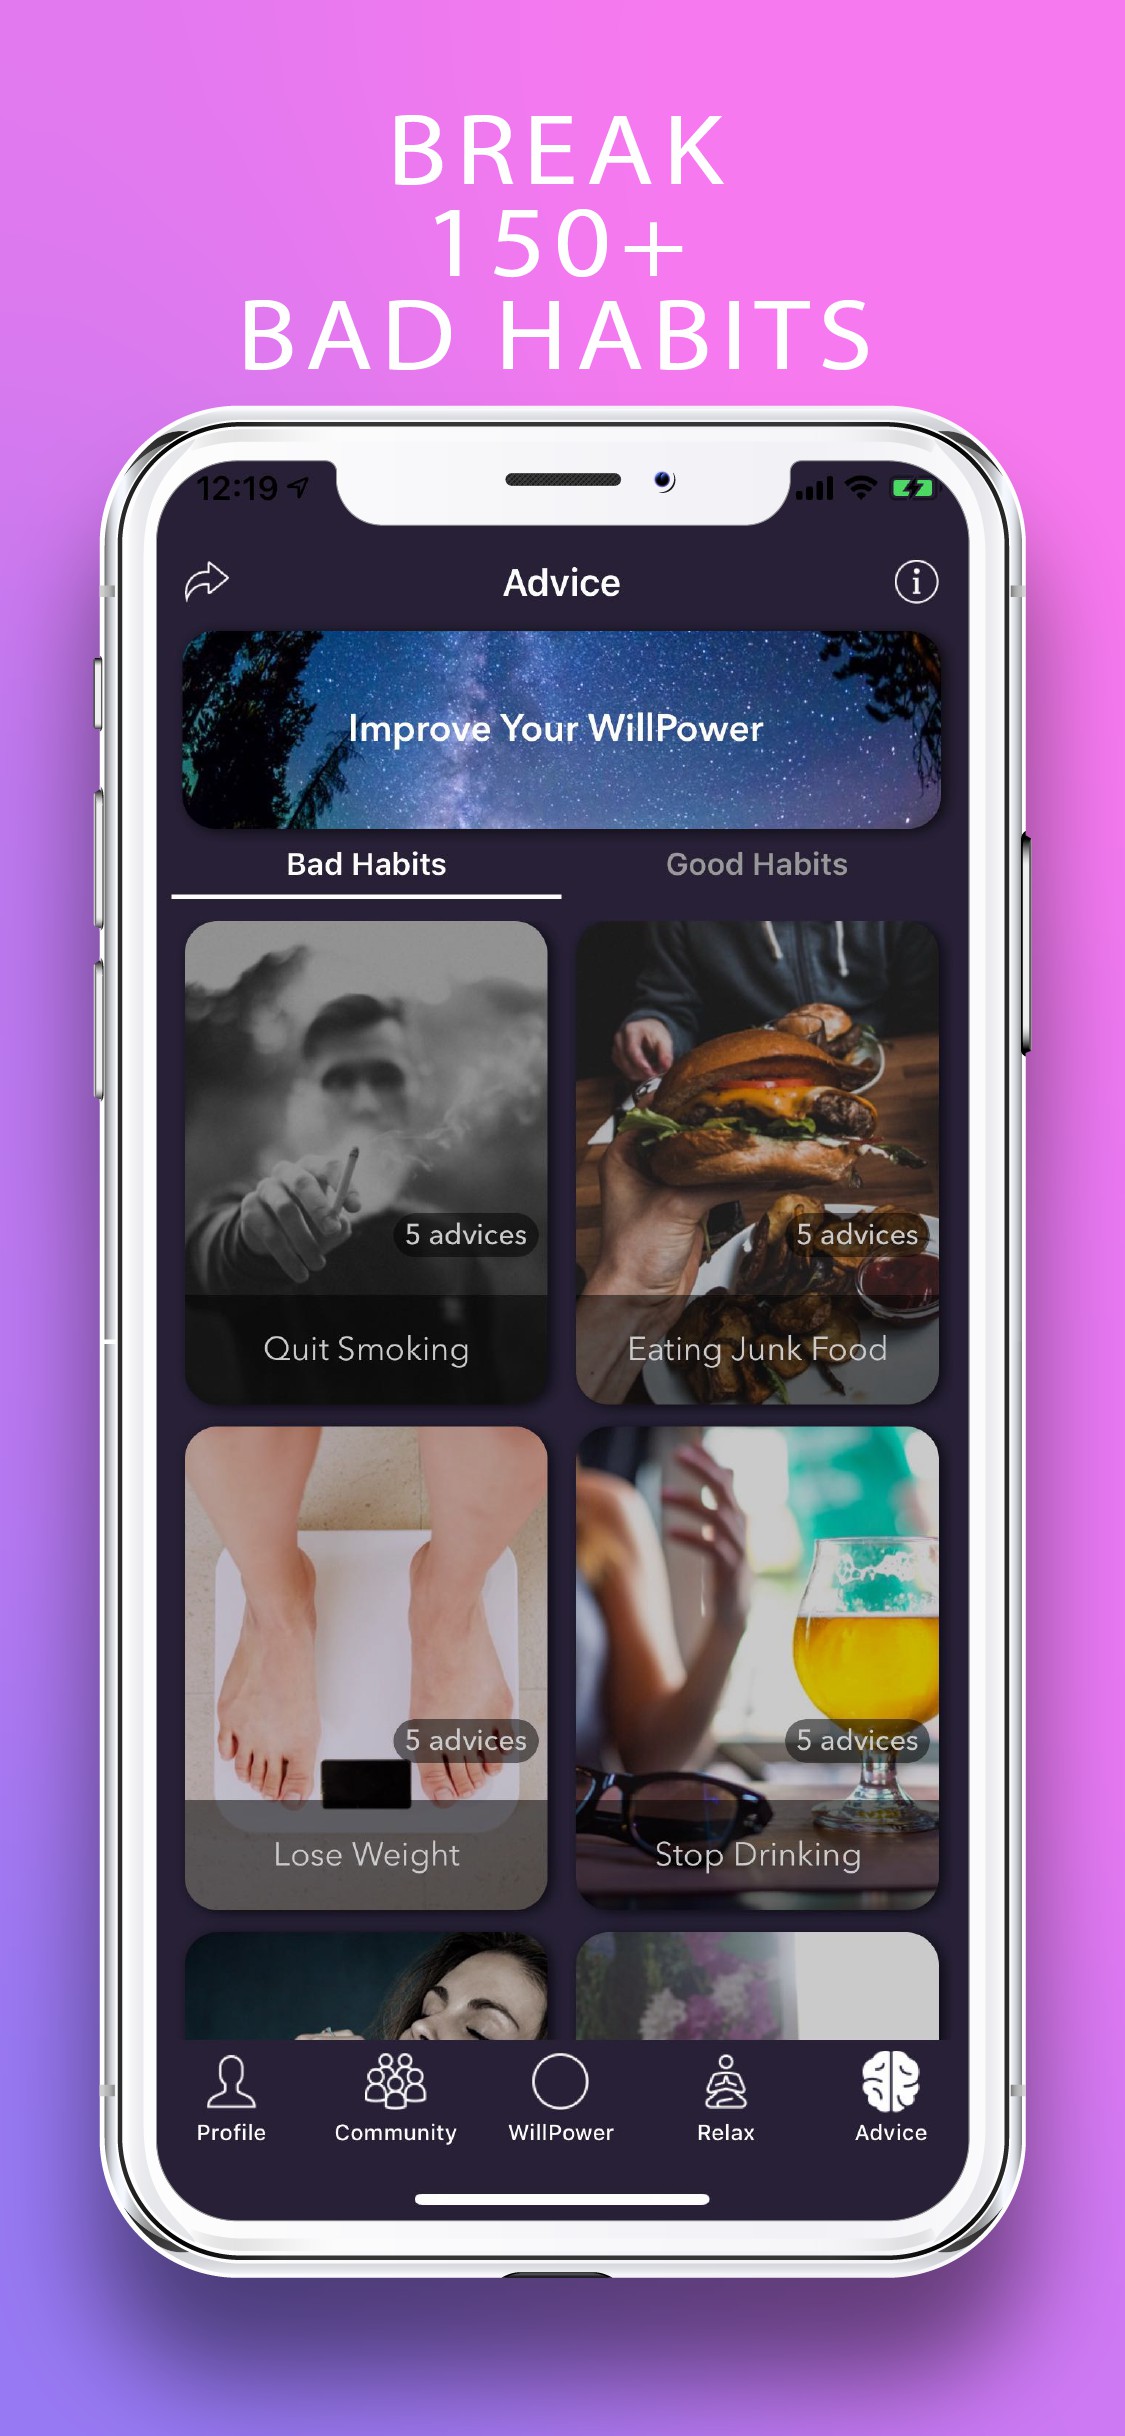 BREAK
150+
BAD HABITS
12:19
Advice
Improve Your WillPower
Bad Habits
Good Habits
5 advices
5 advices
Quit Smoking
Eating Junk Food
5 advices
5 advices
Lose Weight
Stop Drinking
Profile
Community
WillPower
Relax
Advice